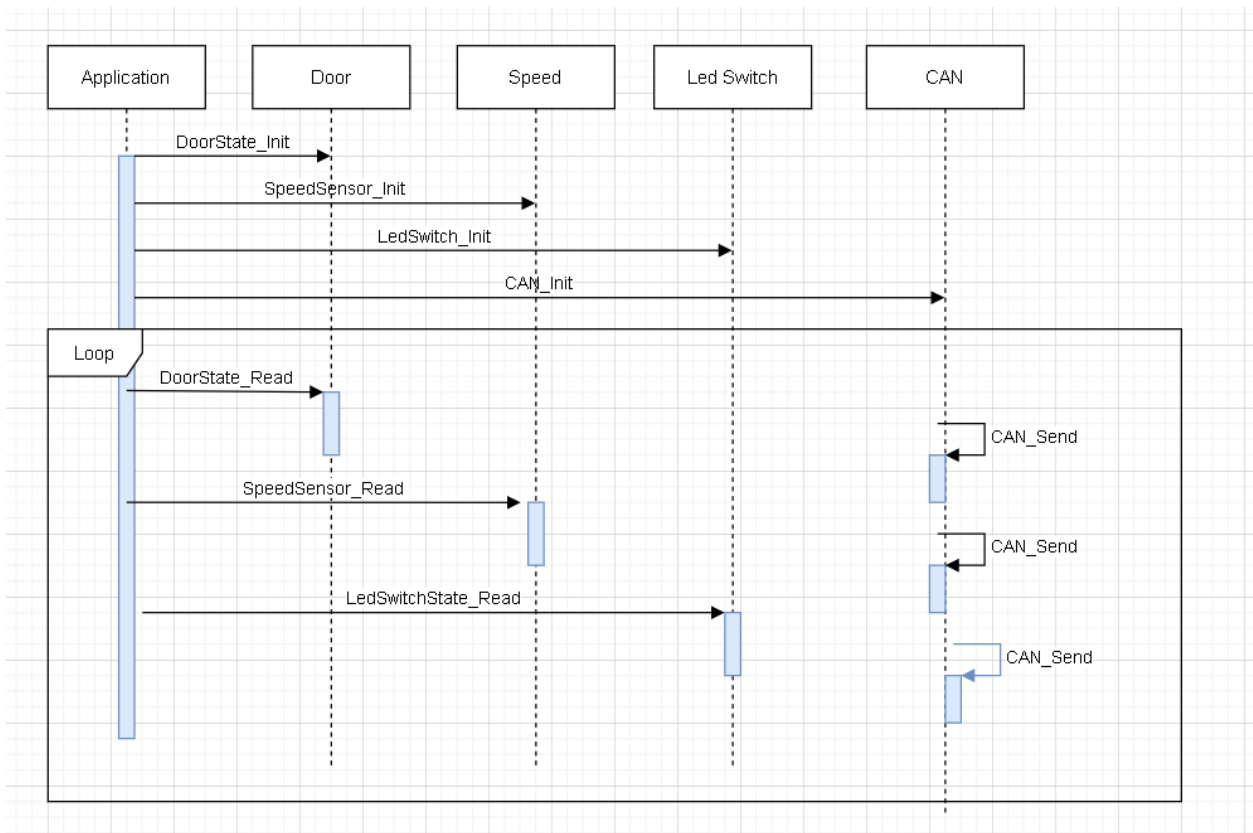 Application
Door
Speed
Led Switch
CAN
DoorState_Init
SpeedSensor_Init
LedSwitch_Init
CAN_Init
Loop
DoorState_Read
CAN_Send
SpeedSensor_Read
CAN_Send
LedSwitchState_Read
CAN_Send